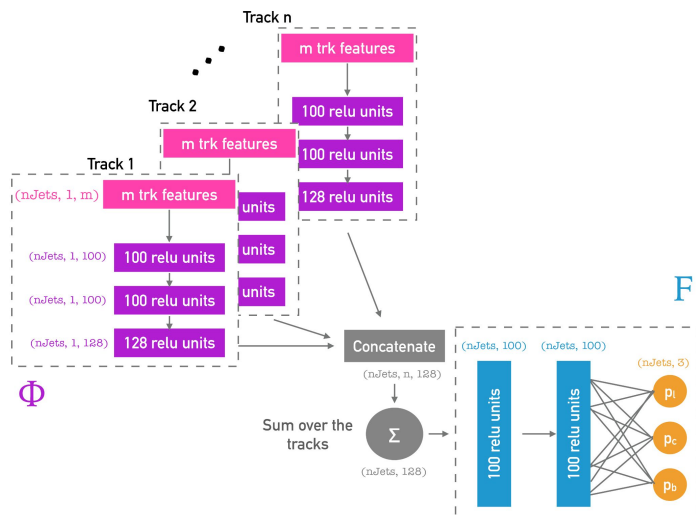 Track n
m trk features
100 relu units
100 relu units
128 relu units
Track 2
m trk features
units
units
units
Track 1
(nJets, 1, m)
m trk features
(nJets, 1, 100)
100 relu units
(nJets, 1, 100)
100 relu units
(nJets, 1, 128)
128 relu units
Φ
Concatenate
(nJets, n, 128)
Sum over the
tracks
Σ
(nJets, 128)
F
(nJets, 100)
(nJets, 100)
(nJets, 3)
100 relu units
100 relu units
pl
pc
pb